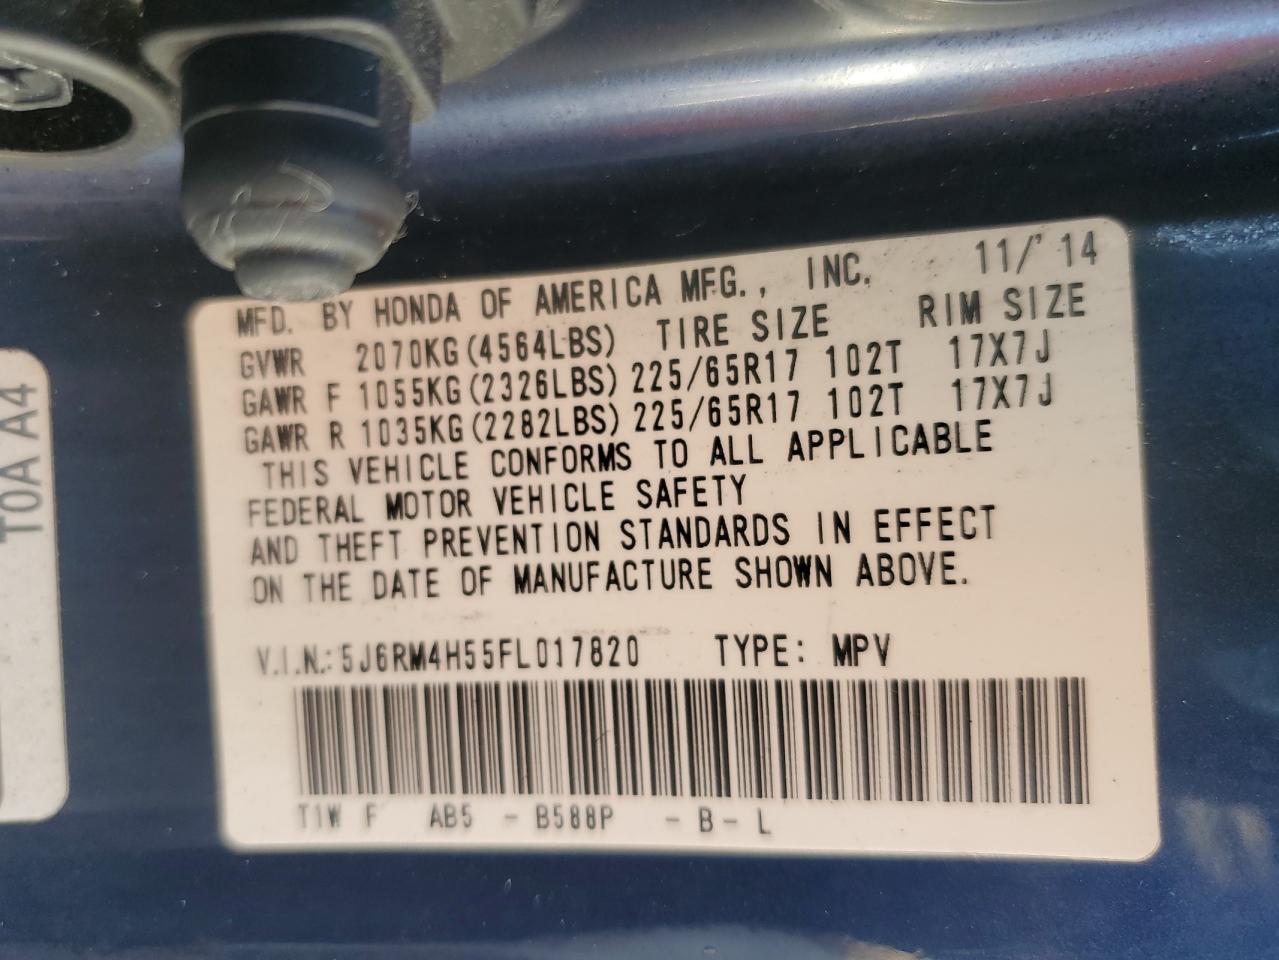 MFD. BY HONDA OF AMERICA MFG., INC. 11/'14
GVWR 2070KG(4564LBS) TIRE SIZE RIM SIZE
GAWR F 1055KG(2326LBS) 225/65R17 102T 17X7J
GAWR R 1035KG(2282LBS) 225/65R17 102T 17X7J
THIS VEHICLE CONFORMS TO ALL APPLICABLE
FEDERAL MOTOR VEHICLE SAFETY
AND THEFT PREVENTION STANDARDS IN EFFECT
ON THE DATE OF MANUFACTURE SHOWN ABOVE.
V.I.N.: 5J6RM4H55FL017820 TYPE: MPV
T1W F AB5 - B588P - B - L
T0A A4